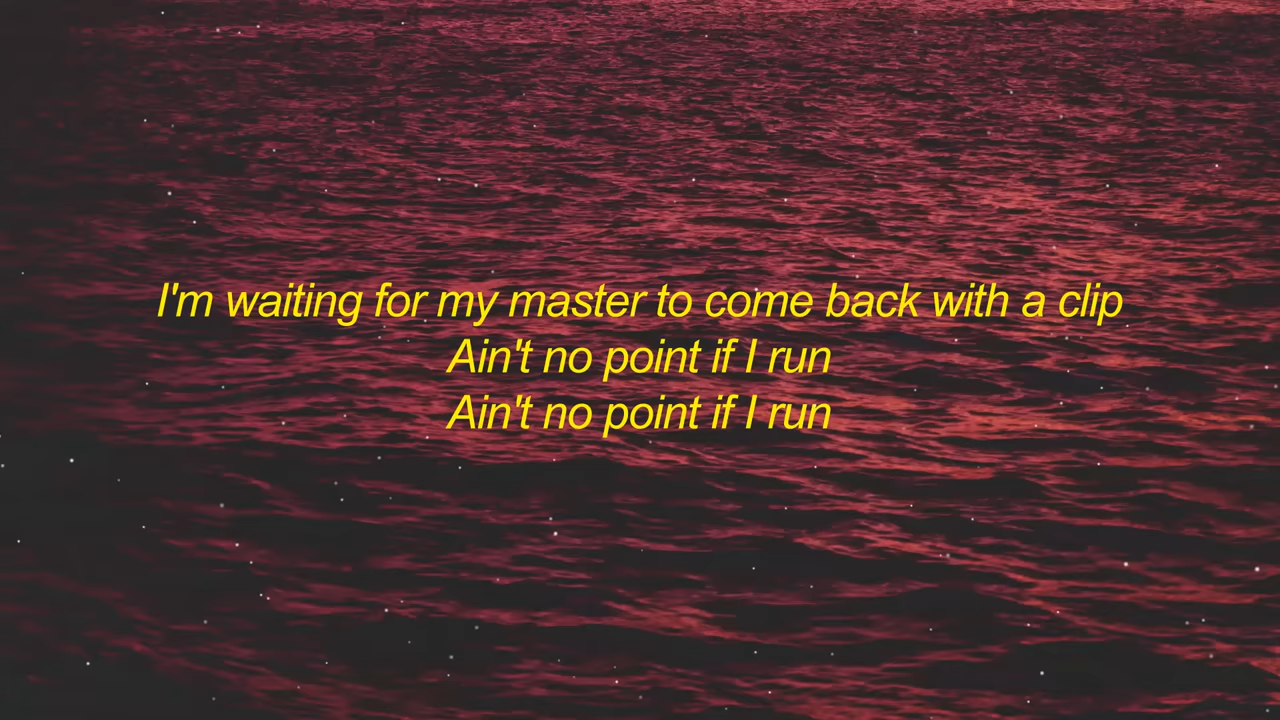 I'm waiting for my master to come back with a clip
Ain't no point if I run
Ain't no point if I run